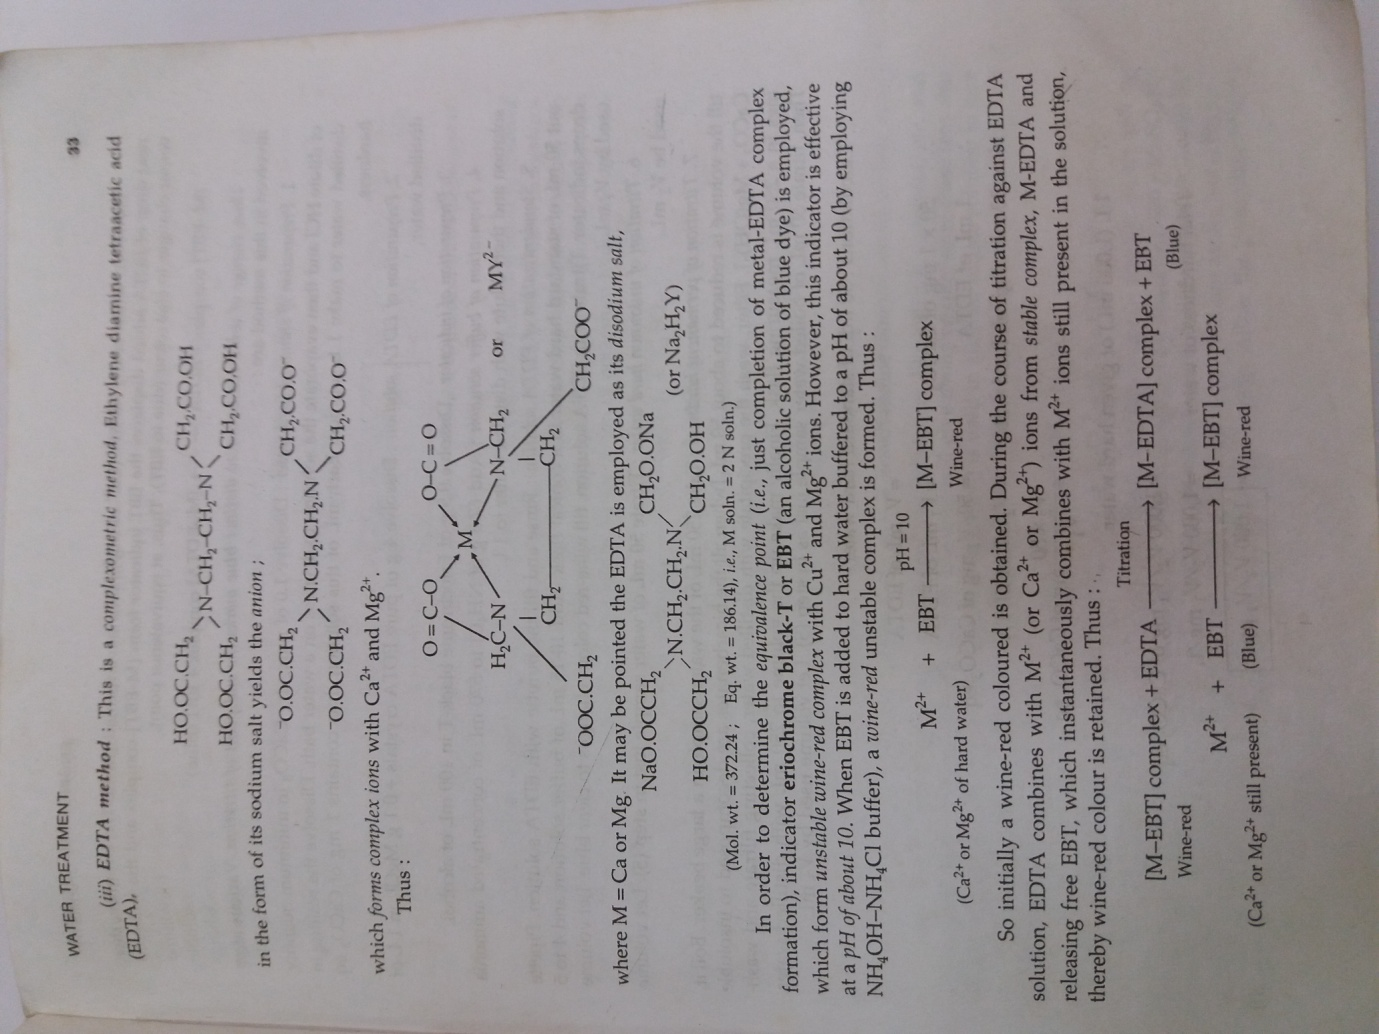 WATER TREATMENT 33
(iii) EDTA method : This is a complexometric method. Ethylene diamine tetraacetic acid
(EDTA),
HO.OC.CH₂ CH₂.CO.OH
>N–CH₂–CH₂–N<
HO.OC.CH₂ CH₂.CO.OH
in the form of its sodium salt yields the anion ;
⁻O.OC.CH₂ CH₂.CO.O⁻
>N.CH₂.CH₂.N<
⁻O.OC.CH₂ CH₂.CO.O⁻
which forms complex ions with Ca²⁺ and Mg²⁺.
Thus :
O=C–O O–C=O
M
H₂C–N N–CH₂ or MY²⁻
CH₂ CH₂
⁻OOC.CH₂ CH₂COO⁻
where M = Ca or Mg. It may be pointed the EDTA is employed as its disodium salt,
NaO.OCCH₂ CH₂O.ONa
>N.CH₂.CH₂.N< (or Na₂H₂Y)
HO.OCCH₂ CH₂O.OH
(Mol. wt. = 372.24 ; Eq. wt. = 186.14), i.e., M soln. = 2 N soln.)
In order to determine the equivalence point (i.e., just completion of metal-EDTA complex
formation), indicator eriochrome black-T or EBT (an alcoholic solution of blue dye) is employed,
which form unstable wine-red complex with Cu²⁺ and Mg²⁺ ions. However, this indicator is effective
at a pH of about 10. When EBT is added to hard water buffered to a pH of about 10 (by employing
NH₄OH–NH₄Cl buffer), a wine-red unstable complex is formed. Thus :
pH = 10
M²⁺ + EBT ⟶ [M–EBT] complex
(Ca²⁺ or Mg²⁺ of hard water) Wine-red
So initially a wine-red coloured is obtained. During the course of titration against EDTA
solution, EDTA combines with M²⁺ (or Ca²⁺ or Mg²⁺) ions from stable complex, M-EDTA and
releasing free EBT, which instantaneously combines with M²⁺ ions still present in the solution,
thereby wine-red colour is retained. Thus :
Titration
[M–EBT] complex + EDTA ⟶ [M–EDTA] complex + EBT
Wine-red (Blue)
M²⁺ + EBT ⟶ [M–EBT] complex
(Ca²⁺ or Mg²⁺ still present) (Blue) Wine-red